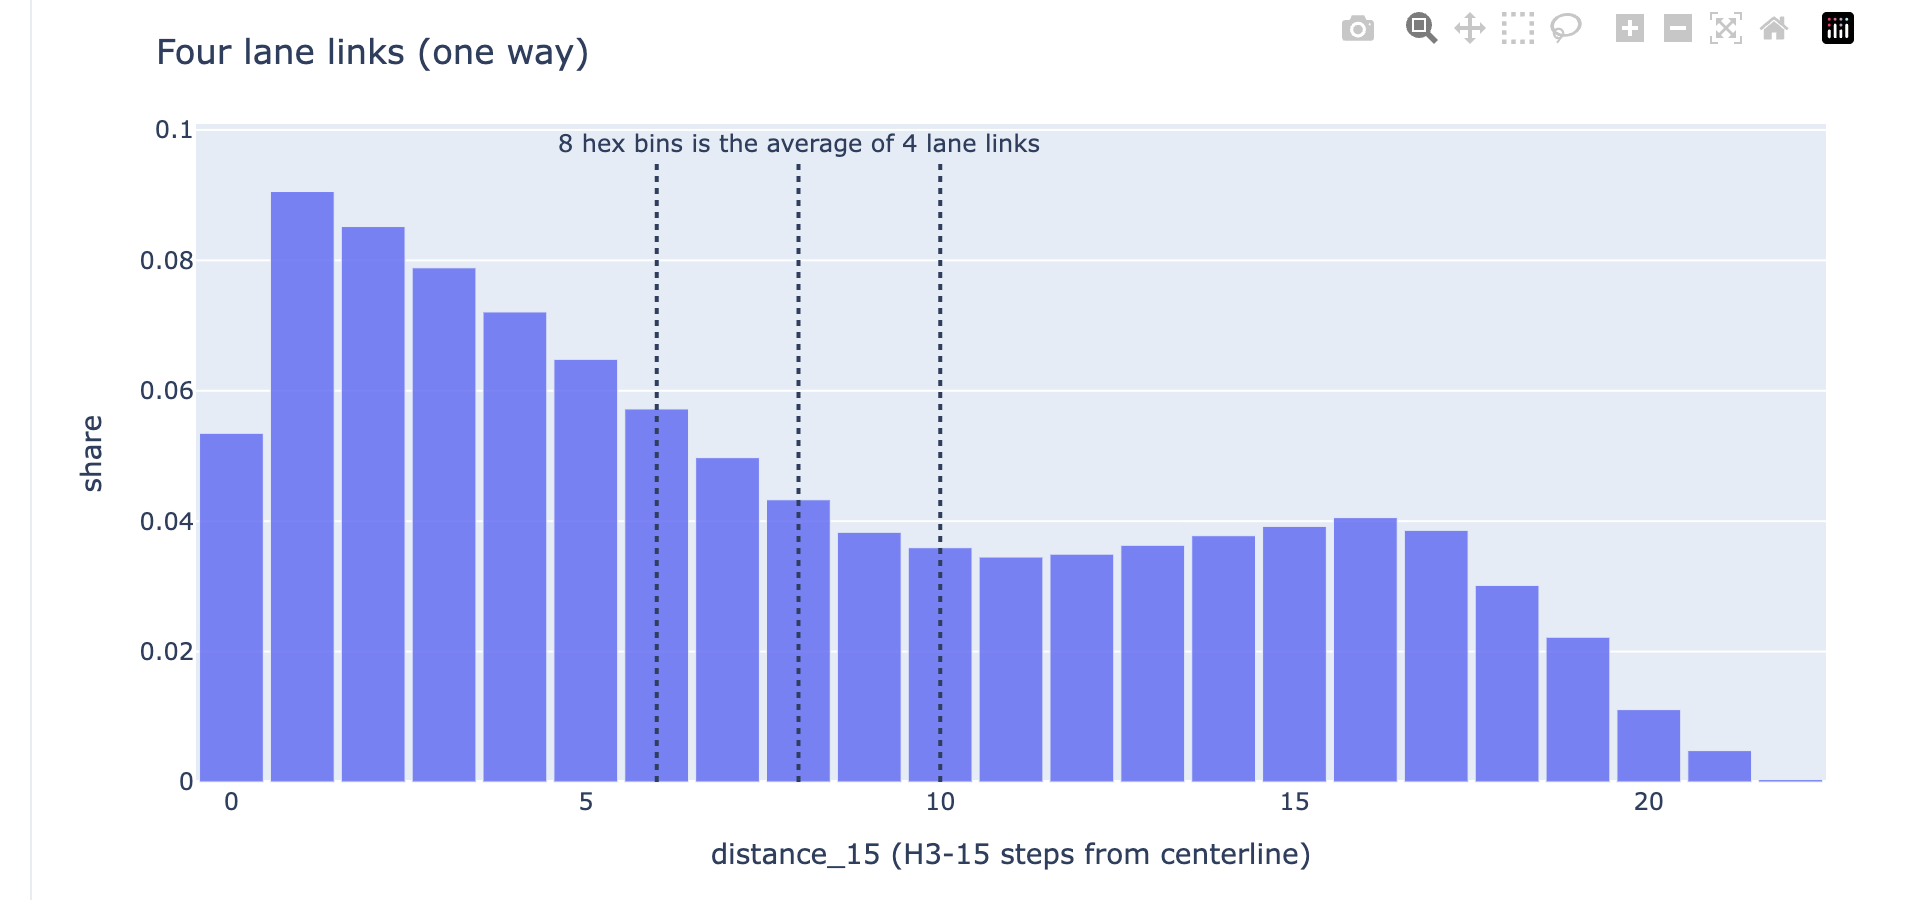 Four lane links (one way)
0.1
8 hex bins is the average of 4 lane links
0.08
0.06
0.04
0.02
0
share
0
5
10
15
20
distance_15 (H3-15 steps from centerline)